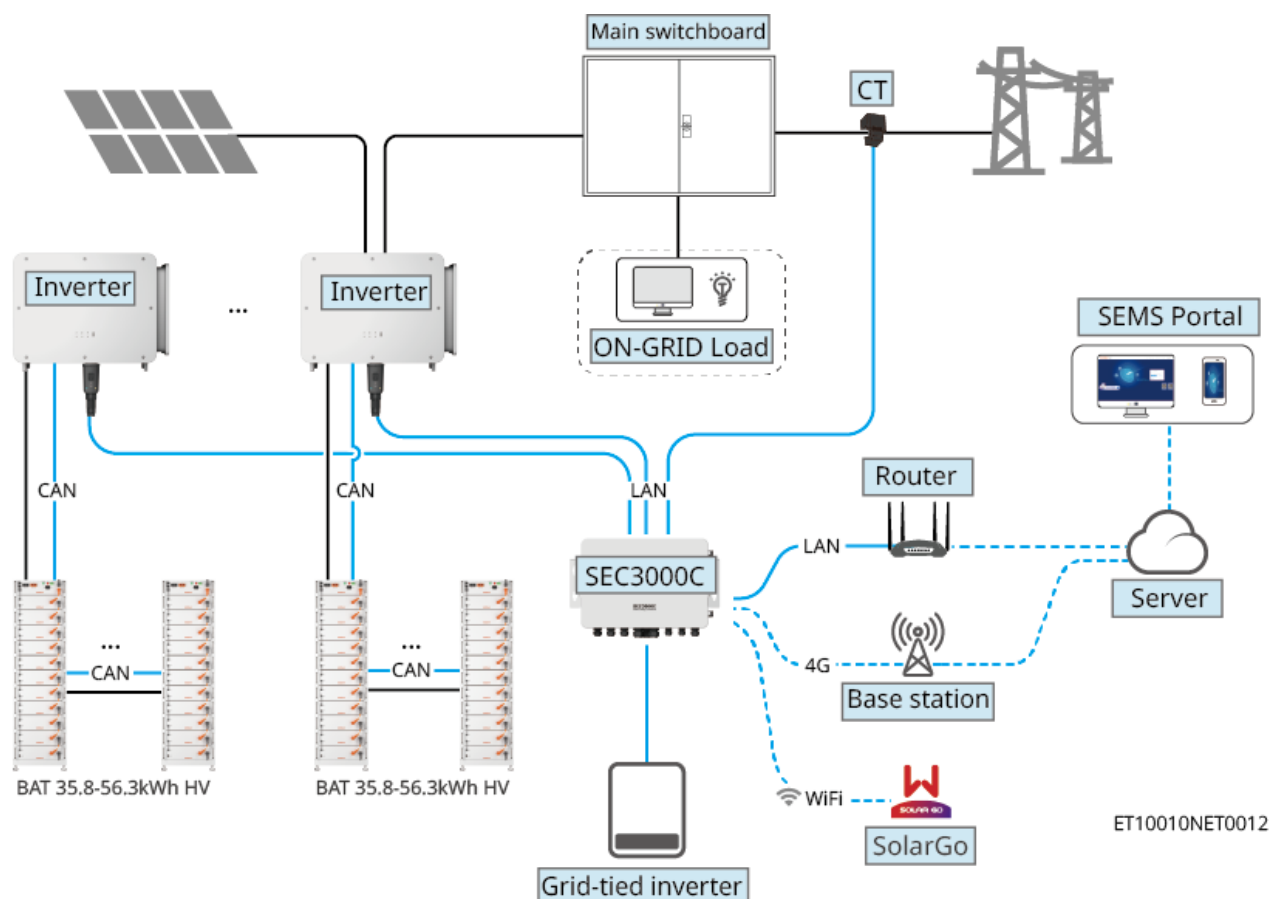 Main switchboard
CT
Inverter
...
Inverter
ON-GRID Load
SEMS Portal
CAN
CAN
LAN
Router
LAN
SEC3000C
Server
...
CAN
...
CAN
4G
Base station
BAT 35.8-56.3kWh HV
BAT 35.8-56.3kWh HV
WiFi
SOLAR GO
SolarGo
ET10010NET0012
Grid-tied inverter